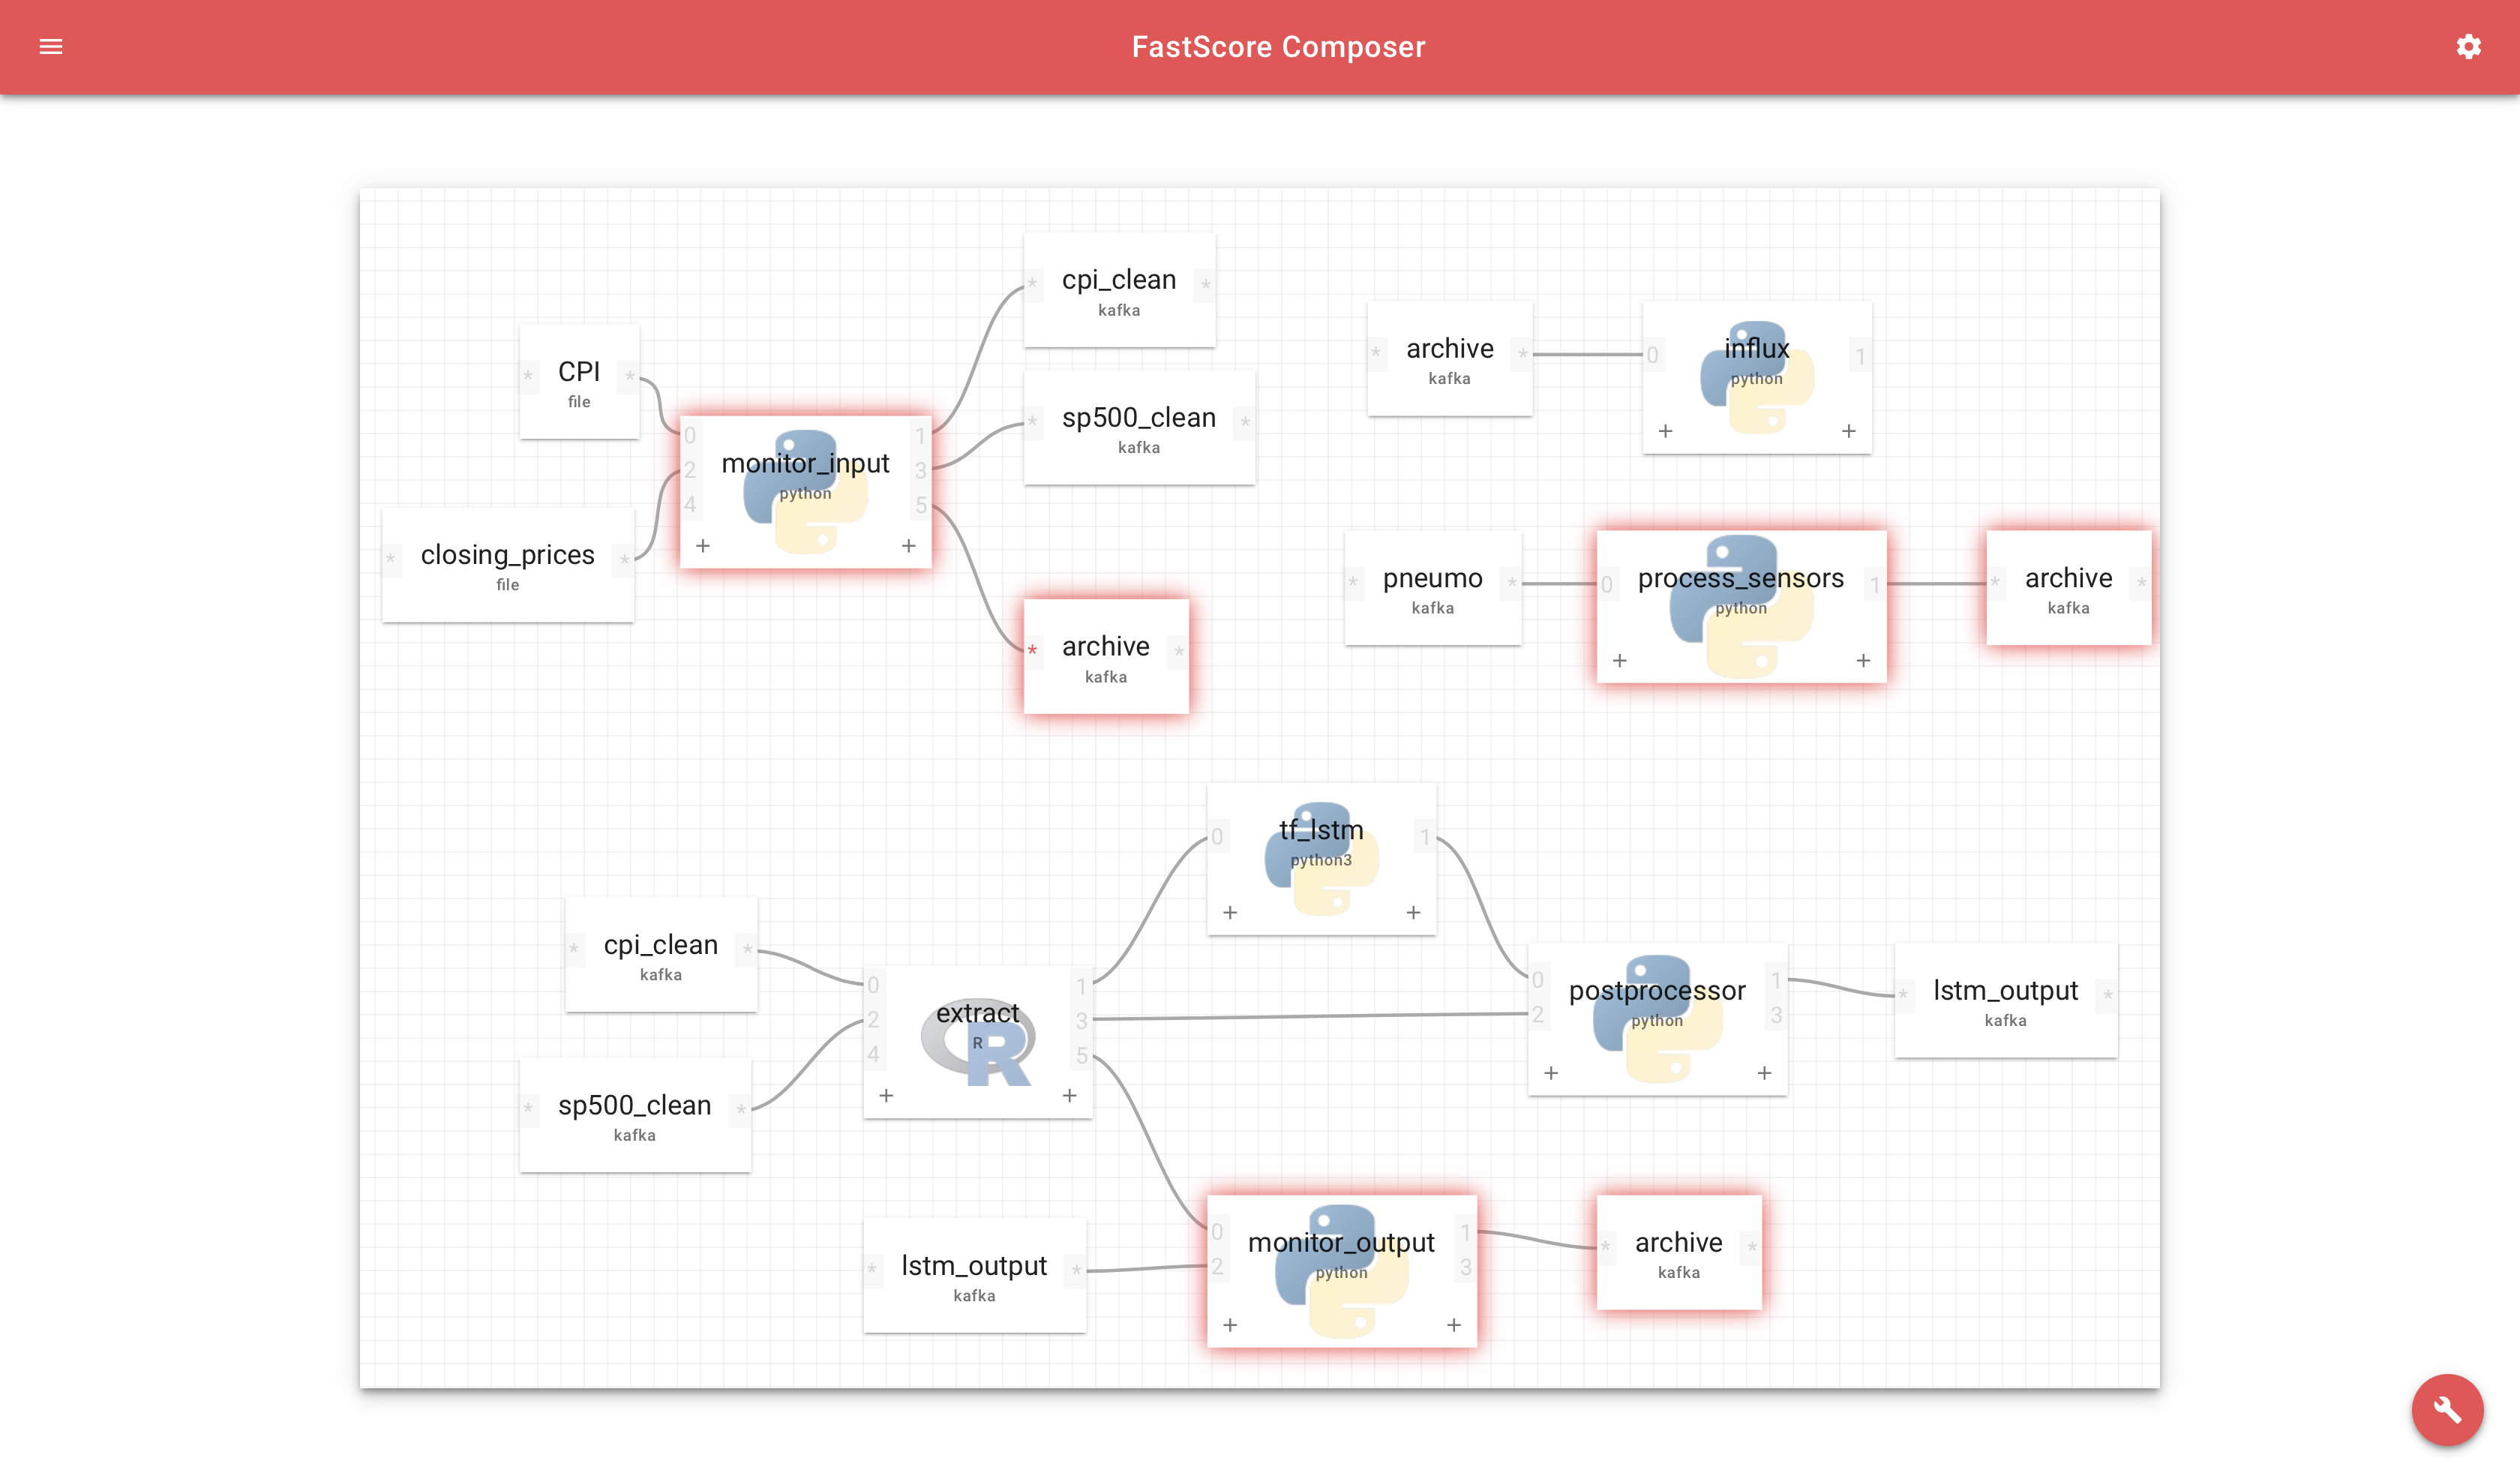 FastScore Composer
* cpi_clean *
kafka
* CPI *
file
* archive *
kafka
0 influx 1
python
+ +
* sp500_clean *
kafka
0 monitor_input 1
2 python 3
4 5
+ +
* closing_prices *
file
* pneumo *
kafka
0 process_sensors 1
python
+ +
* archive *
kafka
* archive *
kafka
0 tf_lstm 1
python3
+ +
* cpi_clean *
kafka
0 extract 1
2 R 3
4 5
+ +
0 postprocessor 1
2 python 3
+ +
* lstm_output *
kafka
* sp500_clean *
kafka
* lstm_output *
kafka
0 monitor_output 1
2 python 3
+ +
* archive *
kafka